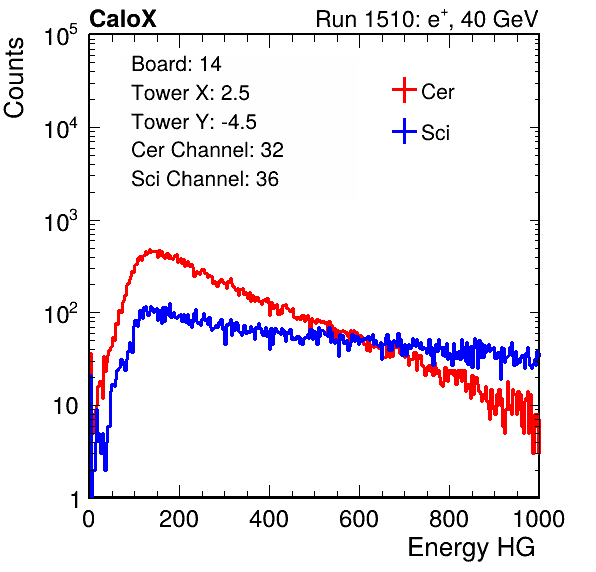 CaloX
Run 1510: e⁺, 40 GeV
Counts
10⁵
10⁴
10³
10²
10
1
Board: 14
Tower X: 2.5
Tower Y: -4.5
Cer Channel: 32
Sci Channel: 36
Cer
Sci
0 200 400 600 800 1000
Energy HG